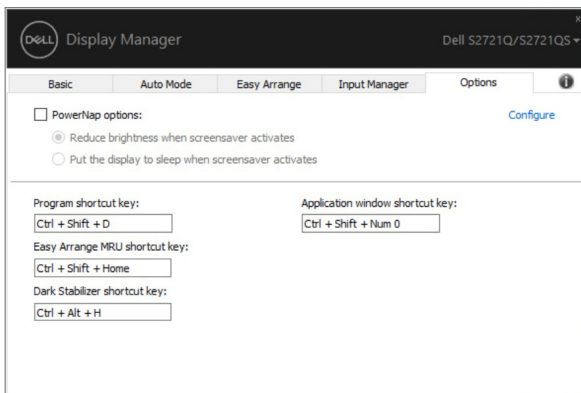 DELL Display Manager
Dell S2721Q/S2721QS
Basic Auto Mode Easy Arrange Input Manager Options
PowerNap options: Configure
Reduce brightness when screensaver activates
Put the display to sleep when screensaver activates
Program shortcut key: Application window shortcut key:
Ctrl + Shift + D Ctrl + Shift + Num 0
Easy Arrange MRU shortcut key:
Ctrl + Shift + Home
Dark Stabilizer shortcut key:
Ctrl + Alt + H